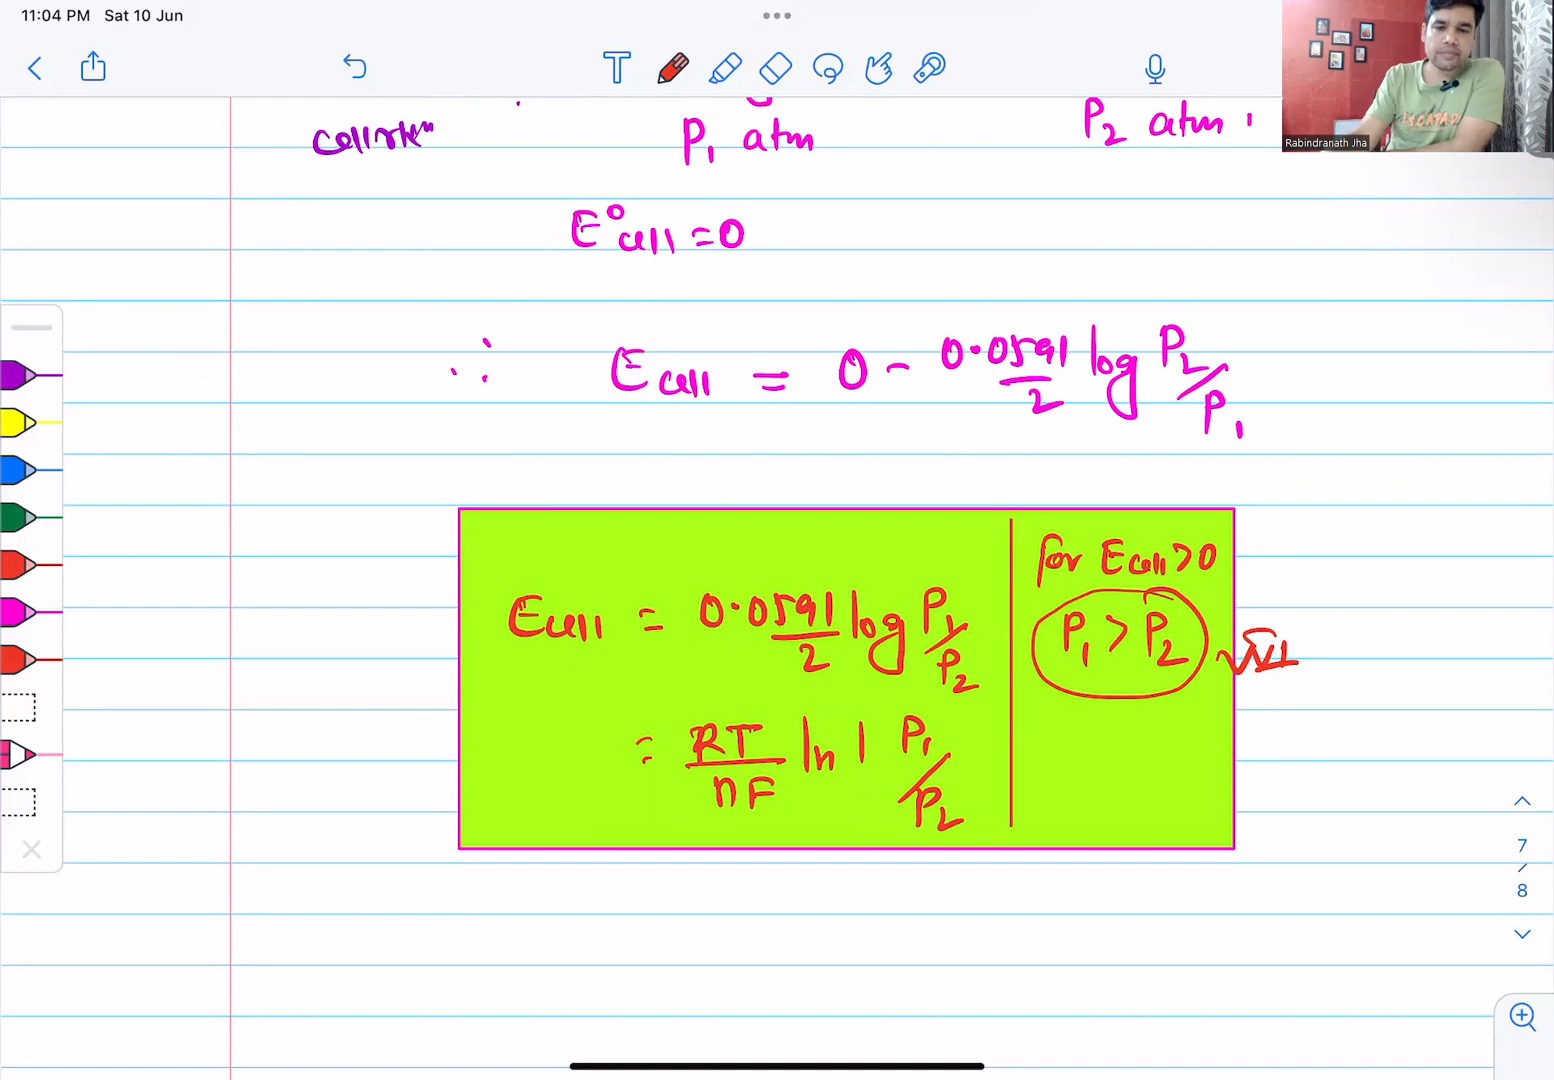 11:04 PM Sat 10 Jun
Rabindranath Jha
P₁ atm P₂ atm
E°cell = 0
∴ Ecell = 0 - 0.0591/2 log P₂/P₁
for Ecell > 0
Ecell = 0.0591/2 log P₁/P₂
P₁ > P₂
= RT/nF ln P₁/P₂
7
/
8